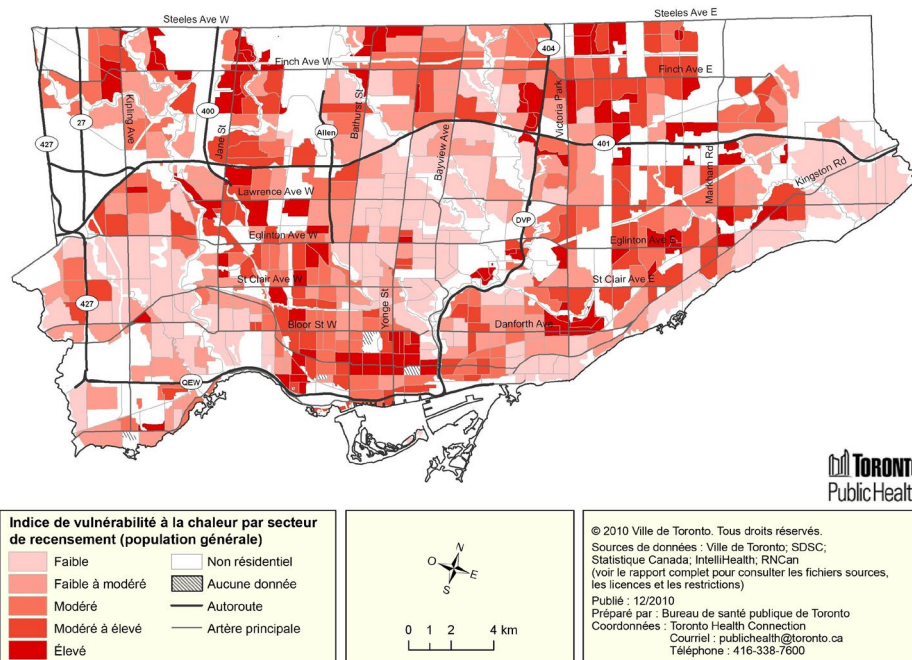 Steeles Ave W
Steeles Ave E
404
Finch Ave W
Finch Ave E
Kipling Ave
Bathurst St
Victoria Park
27
400
427
Jane St
Allen
Bayview Ave
401
Markham Rd
Kingston Rd
Lawrence Ave W
DVP
Eglinton Ave W
Eglinton Ave E
St Clair Ave W
St Clair Ave E
427
Yonge St
Bloor St W
Danforth Ave
QEW
TORONTO
Public Health
Indice de vulnérabilité à la chaleur par secteur
de recensement (population générale)
Faible
Faible à modéré
Modéré
Modéré à élevé
Élevé
Non résidentiel
Aucune donnée
Autoroute
Artère principale
N
O
E
S
0 1 2 4 km
© 2010 Ville de Toronto. Tous droits réservés.
Sources de données : Ville de Toronto; SDSC;
Statistique Canada; IntelliHealth; RNCan
(voir le rapport complet pour consulter les fichiers sources,
les licences et les restrictions)
Publié : 12/2010
Préparé par : Bureau de santé publique de Toronto
Coordonnées : Toronto Health Connection
Courriel : publichealth@toronto.ca
Téléphone : 416-338-7600